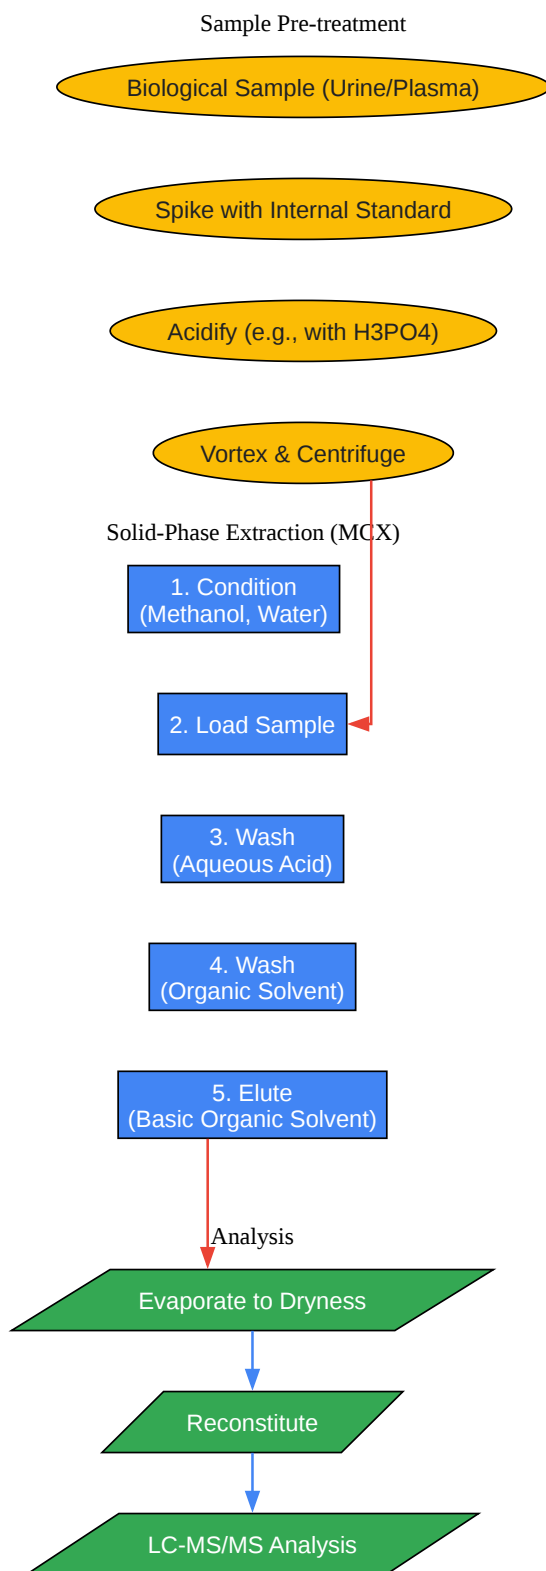 Sample Pre-treatment
Biological Sample (Urine/Plasma)
Spike with Internal Standard
Acidify (e.g., with H3PO4)
Vortex & Centrifuge
Solid-Phase Extraction (MCX)
1. Condition
(Methanol, Water)
2. Load Sample
3. Wash
(Aqueous Acid)
4. Wash
(Organic Solvent)
5. Elute
(Basic Organic Solvent)
Analysis
Evaporate to Dryness
Reconstitute
LC-MS/MS Analysis